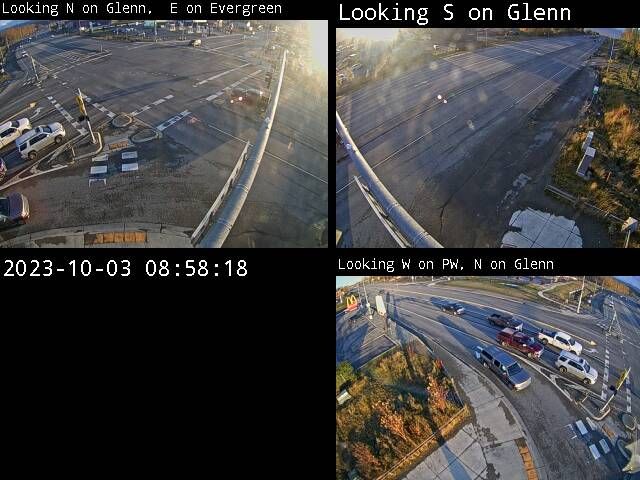 Looking N on Glenn,  E on Evergreen
Looking S on Glenn
2023-10-03 08:58:18
Looking W on PW, N on Glenn